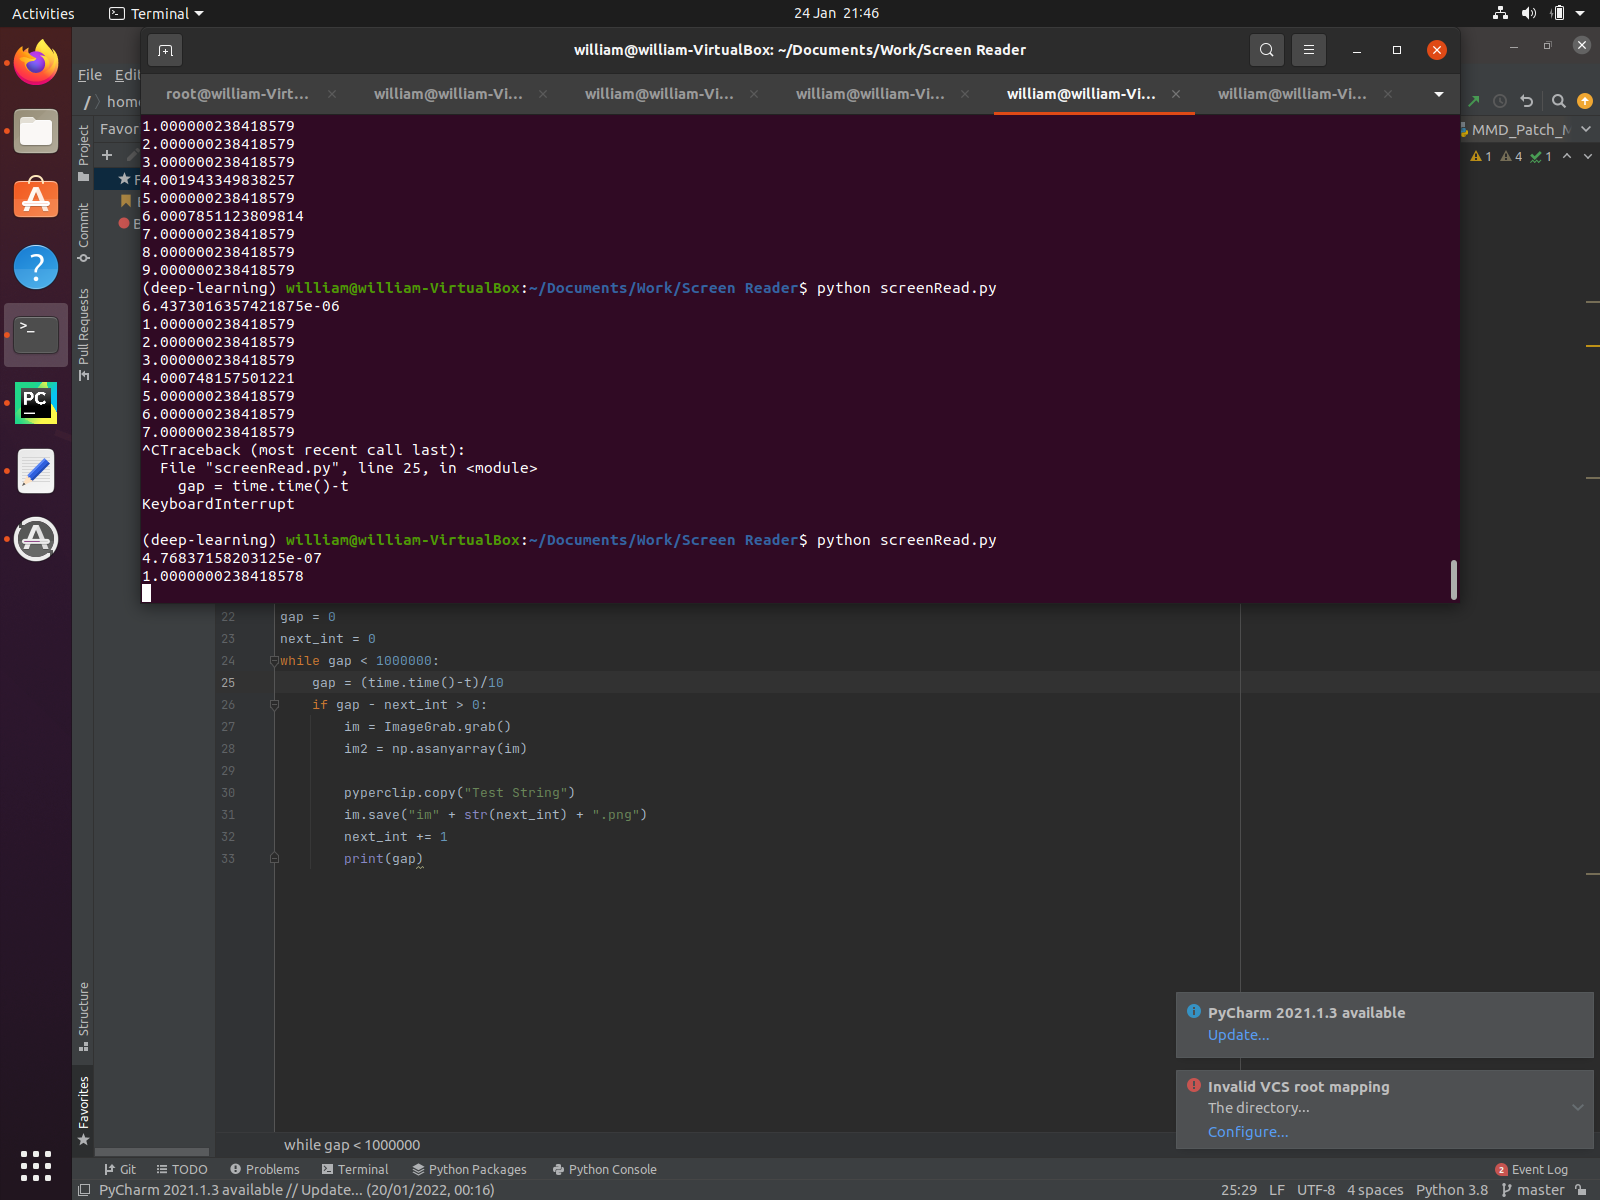 Activities
Terminal
24 Jan 21:46
william@william-VirtualBox: ~/Documents/Work/Screen Reader
File Edi
/ hom
root@william-Virt...
william@william-Vi...
william@william-Vi...
william@william-Vi...
william@william-Vi...
william@william-Vi...
MMD_Patch_M
1 4 1
Favor
Project
Commit
Pull Requests
Structure
Favorites
1.000000238418579
2.000000238418579
3.000000238418579
4.001943349838257
5.000000238418579
6.0007851123809814
7.000000238418579
8.000000238418579
9.000000238418579
(deep-learning) william@william-VirtualBox:~/Documents/Work/Screen Reader$ python screenRead.py
6.4373016357421875e-06
1.000000238418579
2.000000238418579
3.000000238418579
4.000748157501221
5.000000238418579
6.000000238418579
7.000000238418579
^CTraceback (most recent call last):
File "screenRead.py", line 25, in <module>
gap = time.time()-t
KeyboardInterrupt
(deep-learning) william@william-VirtualBox:~/Documents/Work/Screen Reader$ python screenRead.py
4.76837158203125e-07
1.0000000238418578
22 gap = 0
23 next_int = 0
24 while gap < 1000000:
25 gap = (time.time()-t)/10
26 if gap - next_int > 0:
27 im = ImageGrab.grab()
28 im2 = np.asanyarray(im)
29
30 pyperclip.copy("Test String")
31 im.save("im" + str(next_int) + ".png")
32 next_int += 1
33 print(gap)
PyCharm 2021.1.3 available
Update...
Invalid VCS root mapping
The directory...
Configure...
while gap < 1000000
Git
TODO
Problems
Terminal
Python Packages
Python Console
2 Event Log
PyCharm 2021.1.3 available // Update... (20/01/2022, 00:16)
25:29 LF UTF-8 4 spaces Python 3.8 master